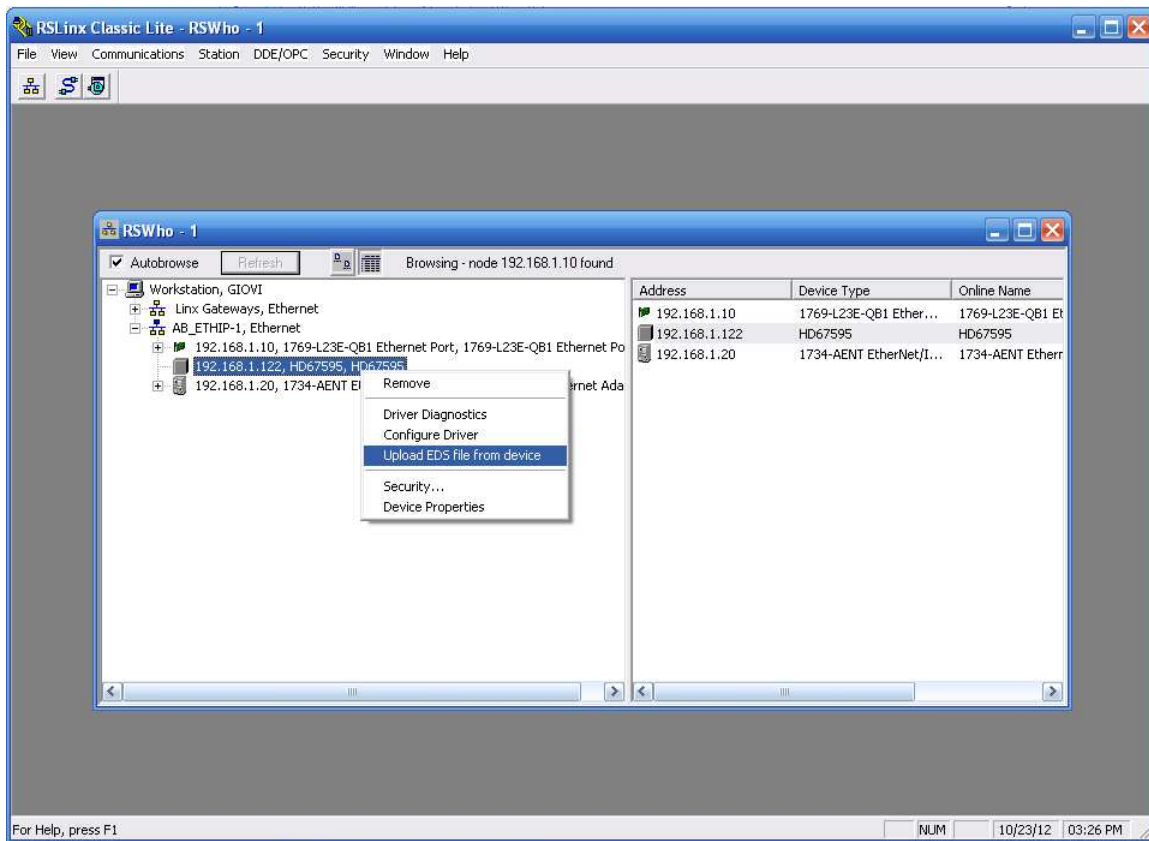 RSLinx Classic Lite - RSWho - 1
File View Communications Station DDE/OPC Security Window Help
RSWho - 1
Autobrowse Refresh Browsing - node 192.168.1.10 found
Workstation, GIOVI
Linx Gateways, Ethernet
AB_ETHIP-1, Ethernet
192.168.1.10, 1769-L23E-QB1 Ethernet Port, 1769-L23E-QB1 Ethernet Po
192.168.1.122, HD67595, HD67595
192.168.1.20, 1734-AENT Et ernet Ada
Remove
Driver Diagnostics
Configure Driver
Upload EDS file from device
Security...
Device Properties
Address Device Type Online Name
192.168.1.10 1769-L23E-QB1 Ether... 1769-L23E-QB1 Et
192.168.1.122 HD67595 HD67595
192.168.1.20 1734-AENT EtherNet/I... 1734-AENT Ethern
For Help, press F1
NUM 10/23/12 03:26 PM